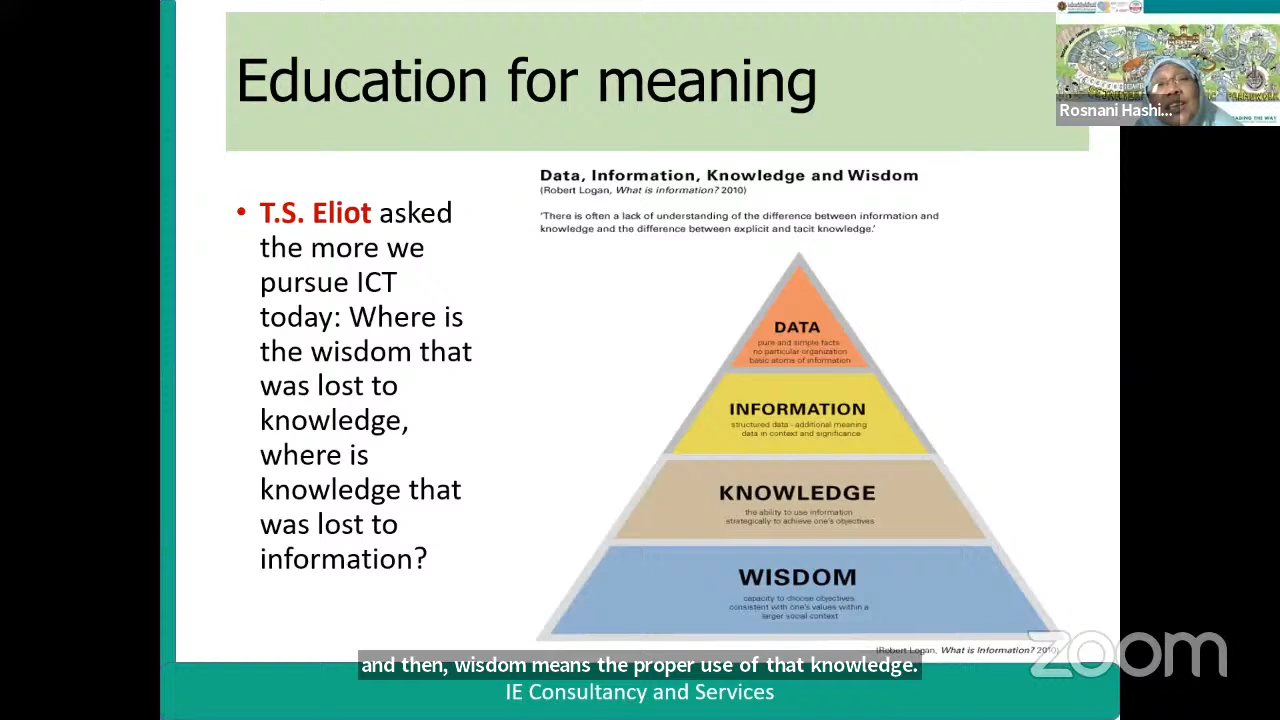 Education for meaning
Rosnani Hashi...
Data, Information, Knowledge and Wisdom
(Robert Logan, What is information? 2010)
'There is often a lack of understanding of the difference between information and
knowledge and the difference between explicit and tacit knowledge.'
• T.S. Eliot asked
the more we
pursue ICT
today: Where is
the wisdom that
was lost to
knowledge,
where is
knowledge that
was lost to
information?
DATA
pure and simple facts
no particular organization
basic atoms of information
INFORMATION
structured data - additional meaning
data in context and significance
KNOWLEDGE
the ability to use information
strategically to achieve one's objectives
WISDOM
capacity to choose objectives
consistent with one's values within a
larger social context
(Robert Logan, What is Information? 2010)
zoom
and then, wisdom means the proper use of that knowledge.
IE Consultancy and Services